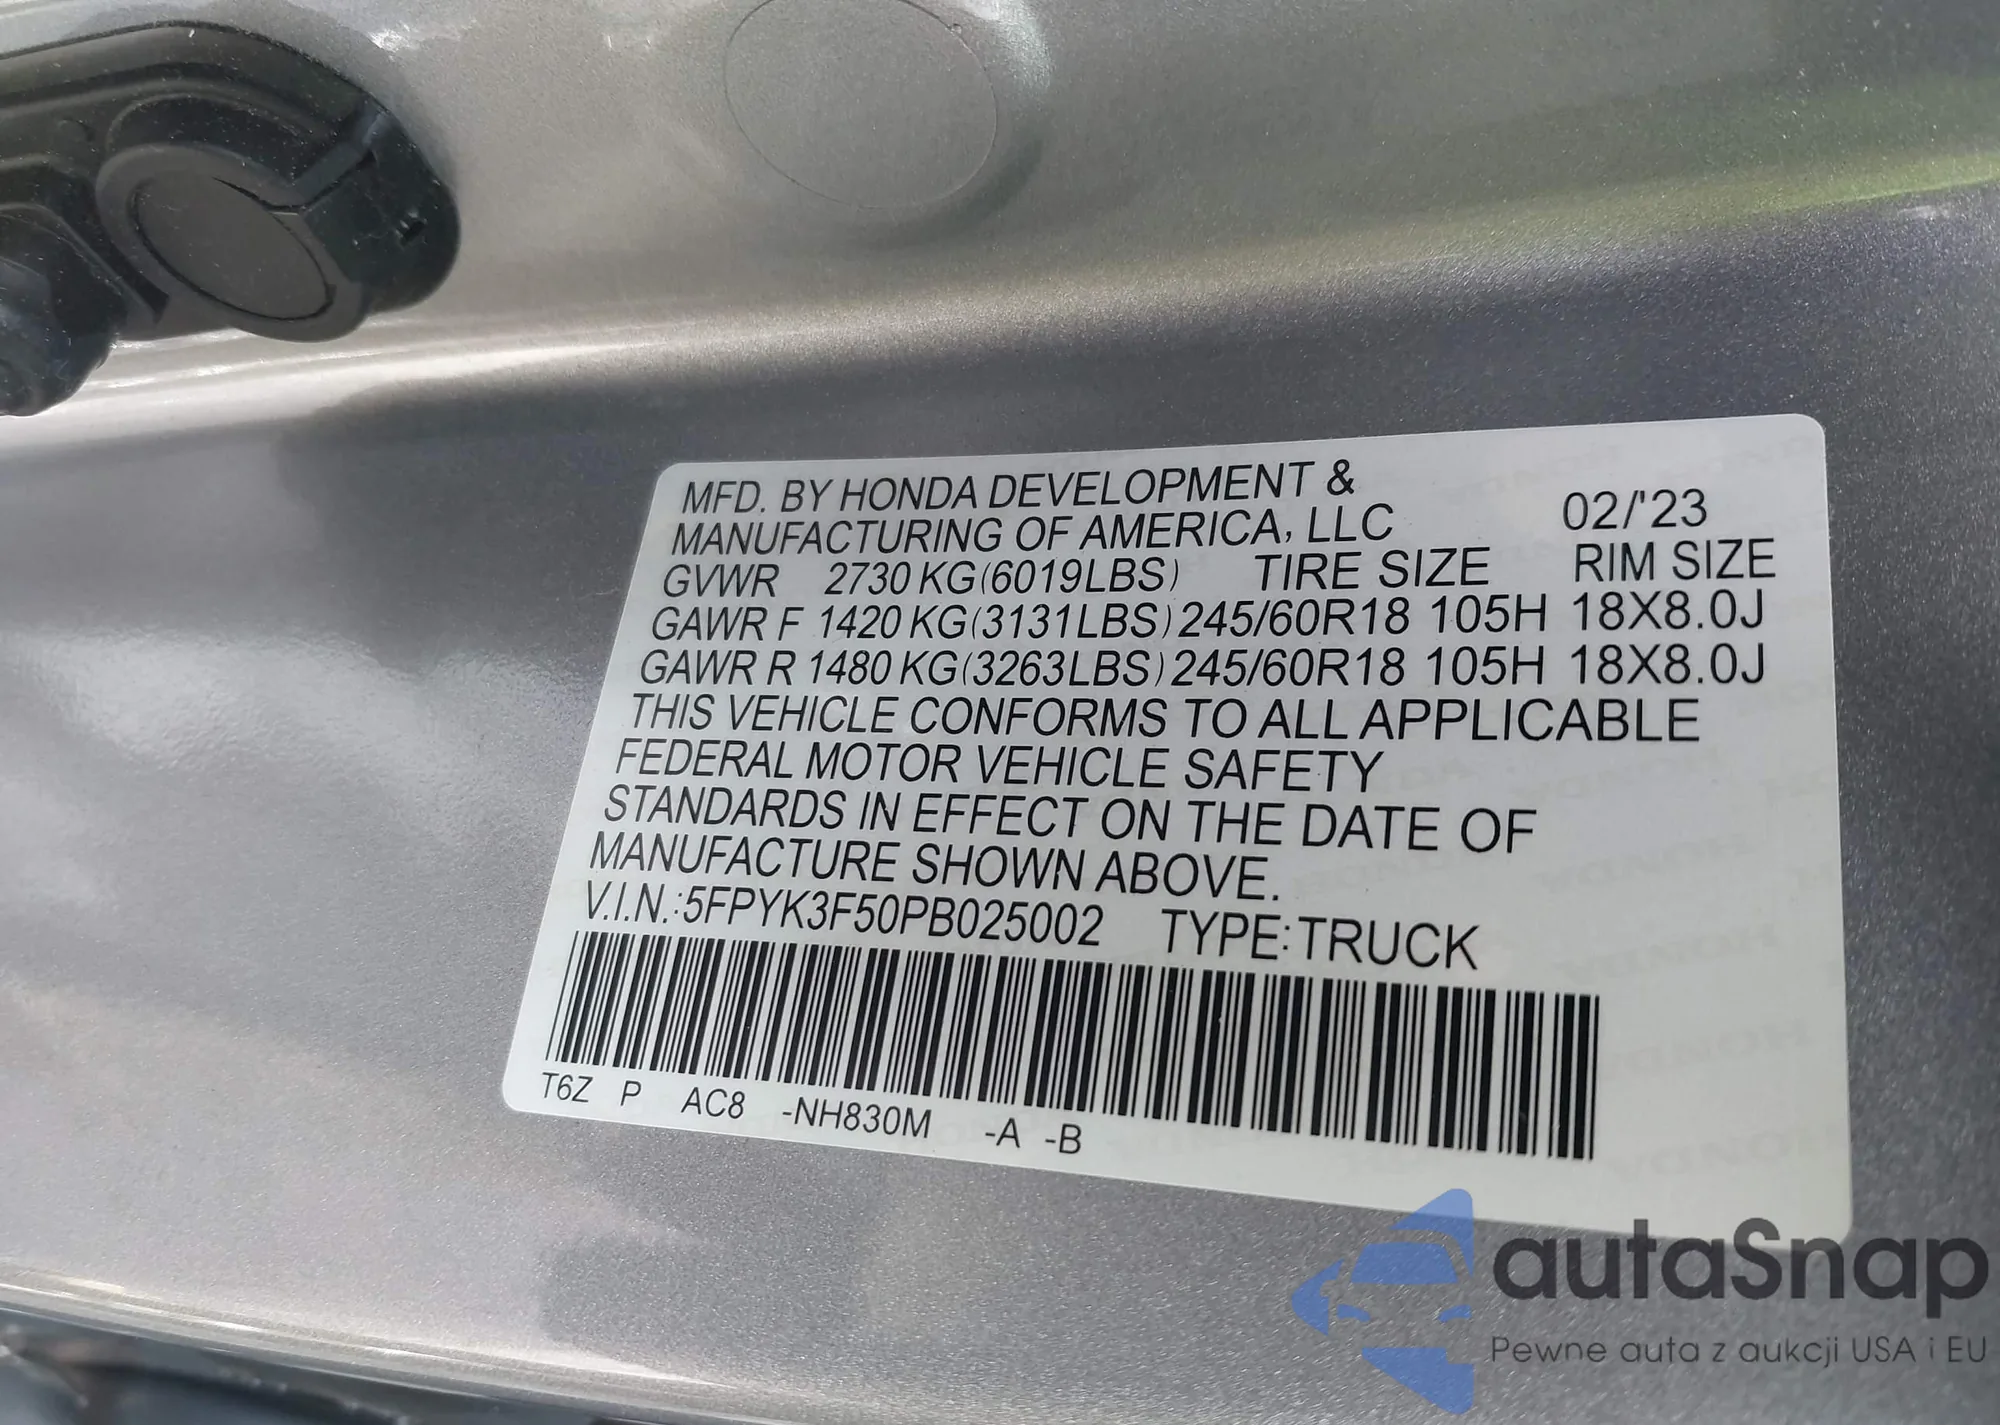 MFD. BY HONDA DEVELOPMENT &
MANUFACTURING OF AMERICA, LLC 02/'23
GVWR 2730 KG(6019LBS) TIRE SIZE RIM SIZE
GAWR F 1420 KG(3131LBS) 245/60R18 105H 18X8.0J
GAWR R 1480 KG(3263LBS) 245/60R18 105H 18X8.0J
THIS VEHICLE CONFORMS TO ALL APPLICABLE
FEDERAL MOTOR VEHICLE SAFETY
STANDARDS IN EFFECT ON THE DATE OF
MANUFACTURE SHOWN ABOVE.
V.I.N.:5FPYK3F50PB025002 TYPE:TRUCK
T6Z P AC8 -NH830M -A -B
autaSnap
Pewne auta z aukcji USA i EU